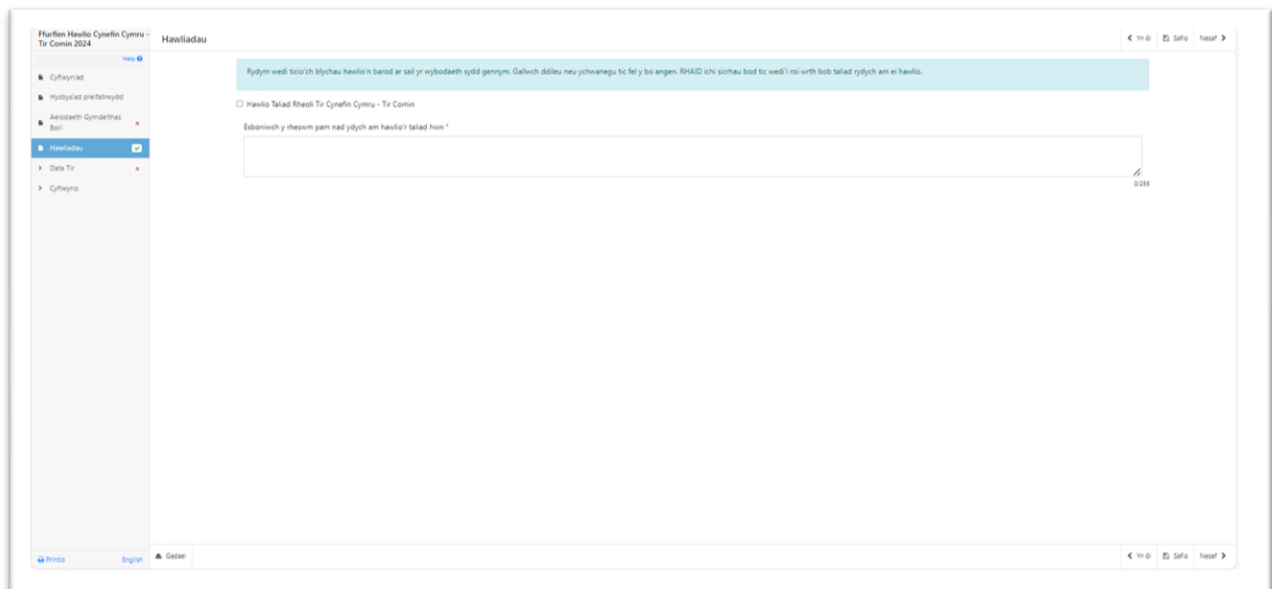 Ffurflen Hawlio Cynefin Cymru -
Tir Comin 2024
Help
Cyflwyniad
Hysbysiad preifatrwydd
Aelodaeth Gymdeithas
Bori
Hawliadau
Data Tir
Cyflwyno
Printio
English
Hawliadau
Yn ôl
Safio
Nesaf
Rydym wedi ticio'ch blychau hawlio'n barod ar sail yr wybodaeth sydd gennym. Gallwch ddileu neu ychwanegu tic fel y bo angen. RHAID ichi sicrhau bod tic wedi'i roi wrth bob taliad rydych am ei hawlio.
Hawlio Taliad Rheoli Tir Cynefin Cymru - Tir Comin
Esboniwch y rheswm pam nad ydych am hawlio'r taliad hwn *
0/255
Gadael
Yn ôl
Safio
Nesaf